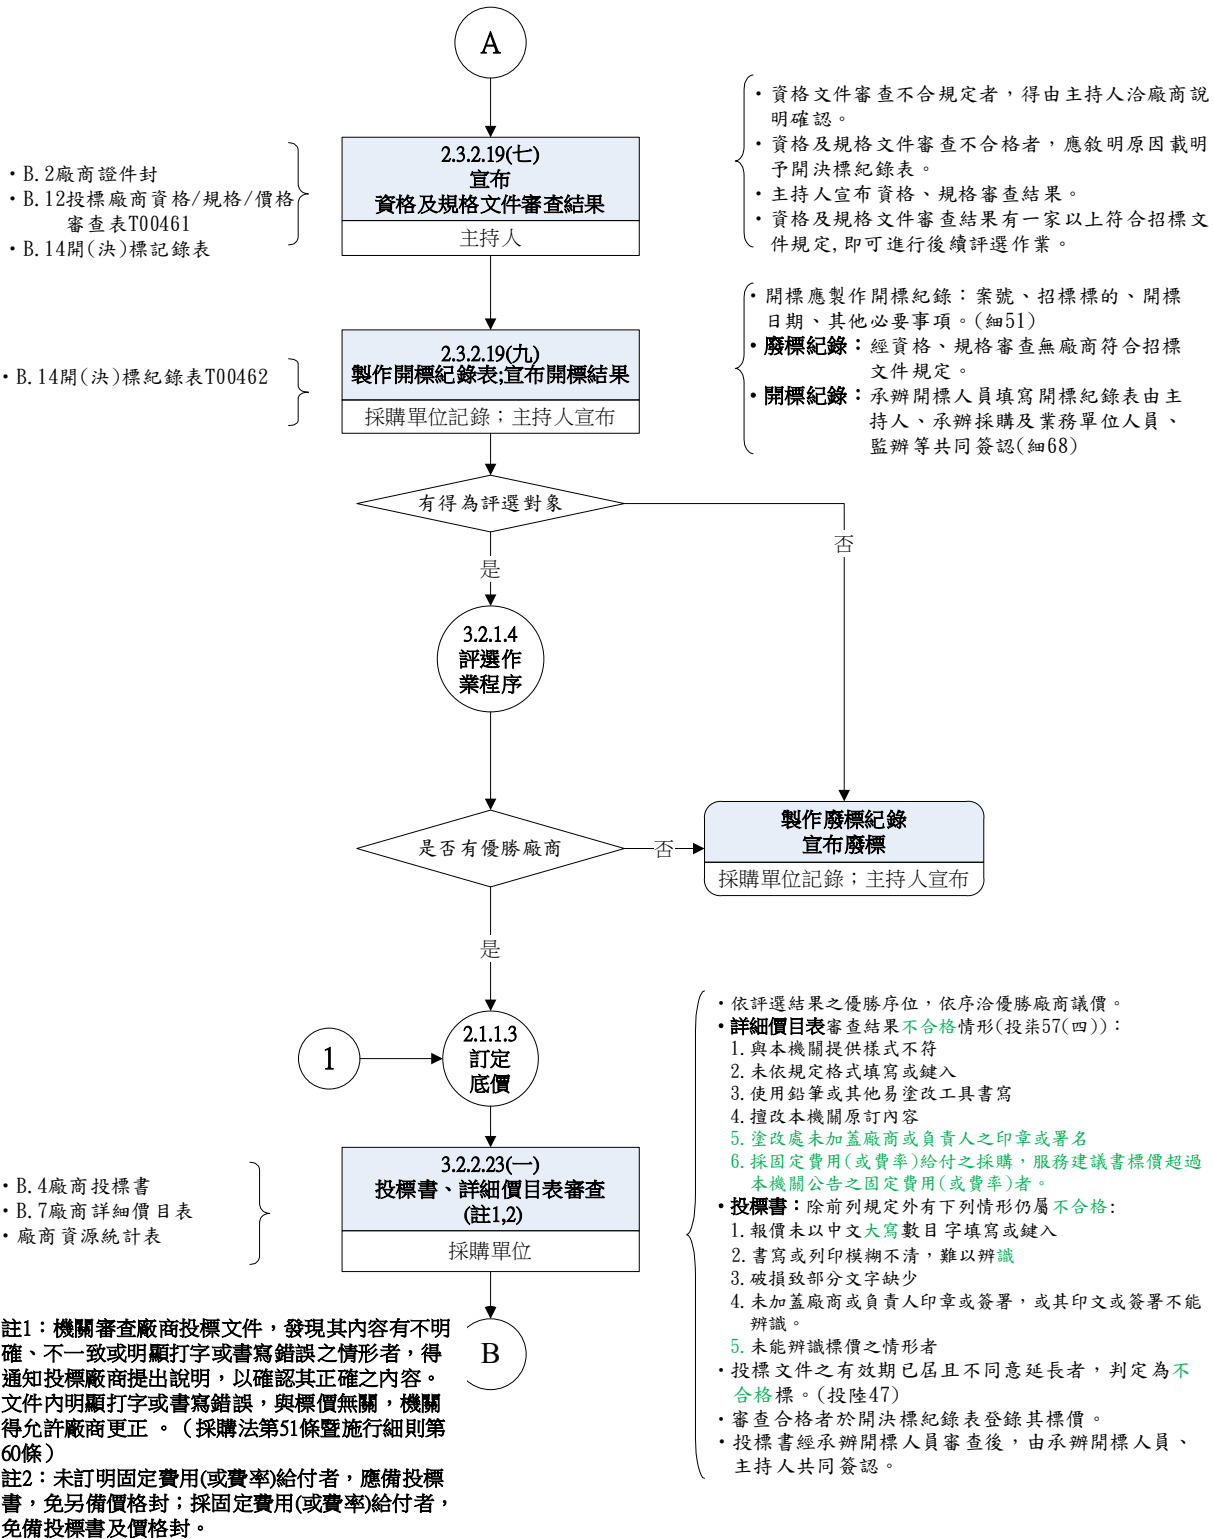 A
・B.2廠商證件封
・B.12投標廠商資格/規格/價格
審查表T00461
・B.14開(決)標記錄表
2.3.2.19(七)
宣布
資格及規格文件審查結果
主持人
・資格文件審查不合規定者，得由主持人洽廠商說
明確認。
・資格及規格文件審查不合格者，應敘明原因載明
予開決標紀錄表。
・主持人宣布資格、規格審查結果。
・資格及規格文件審查結果有一家以上符合招標文
件規定,即可進行後續評選作業。
・B.14開(決)標紀錄表T00462
2.3.2.19(九)
製作開標紀錄表;宣布開標結果
採購單位記錄；主持人宣布
・開標應製作開標紀錄：案號、招標標的、開標
日期、其他必要事項。(細51)
・廢標紀錄：經資格、規格審查無廠商符合招標
文件規定。
・開標紀錄：承辦開標人員填寫開標紀錄表由主
持人、承辦採購及業務單位人員、
監辦等共同簽認(細68)
有得為評選對象
否
是
3.2.1.4
評選作
業程序
是否有優勝廠商
否
製作廢標紀錄
宣布廢標
採購單位記錄；主持人宣布
是
1
2.1.1.3
訂定
底價
・B.4廠商投標書
・B.7廠商詳細價目表
・廠商資源統計表
3.2.2.23(一)
投標書、詳細價目表審查
(註1,2)
採購單位
・依評選結果之優勝序位，依序洽優勝廠商議價。
・詳細價目表審查結果不合格情形(投柒57(四))：
1.與本機關提供樣式不符
2.未依規定格式填寫或鍵入
3.使用鉛筆或其他易塗改工具書寫
4.擅改本機關原訂內容
5.塗改處未加蓋廠商或負責人之印章或署名
6.採固定費用(或費率)給付之採購，服務建議書標價超過
本機關公告之固定費用(或費率)者。
・投標書：除前列規定外有下列情形仍屬不合格:
1.報價未以中文大寫數目字填寫或鍵入
2.書寫或列印模糊不清，難以辨識
3.破損致部分文字缺少
4.未加蓋廠商或負責人印章或簽署，或其印文或簽署不能
辨識。
5.未能辨識標價之情形者
・投標文件之有效期已屆且不同意延長者，判定為不
合格標。(投陸47)
・審查合格者於開決標紀錄表登錄其標價。
・投標書經承辦開標人員審查後，由承辦開標人員、
主持人共同簽認。
B
註1：機關審查廠商投標文件，發現其內容有不明
確、不一致或明顯打字或書寫錯誤之情形者，得
通知投標廠商提出說明，以確認其正確之內容。
文件內明顯打字或書寫錯誤，與標價無關，機關
得允許廠商更正 。（採購法第51條暨施行細則第
60條）
註2：未訂明固定費用(或費率)給付者，應備投標
書，免另備價格封；採固定費用(或費率)給付者，
免備投標書及價格封。